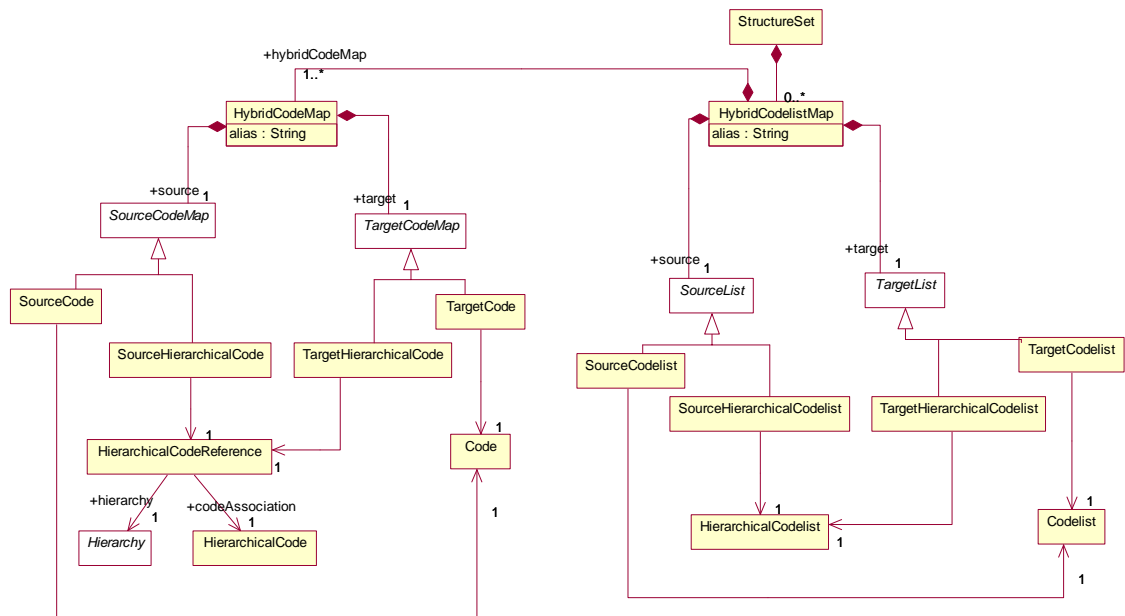 StructureSet
+hybridCodeMap
1..*
0..*
HybridCodeMap
alias : String
HybridCodelistMap
alias : String
+source
1
SourceCodeMap
+target
1
TargetCodeMap
+source
1
SourceList
+target
1
TargetList
SourceCode
TargetCode
SourceHierarchicalCode
TargetHierarchicalCode
SourceCodelist
TargetCodelist
SourceHierarchicalCodelist
TargetHierarchicalCodelist
1
HierarchicalCodeReference
1
1
Code
1
+hierarchy
1
+codeAssociation
1
Hierarchy
HierarchicalCode
1
HierarchicalCodelist
1
1
Codelist
1